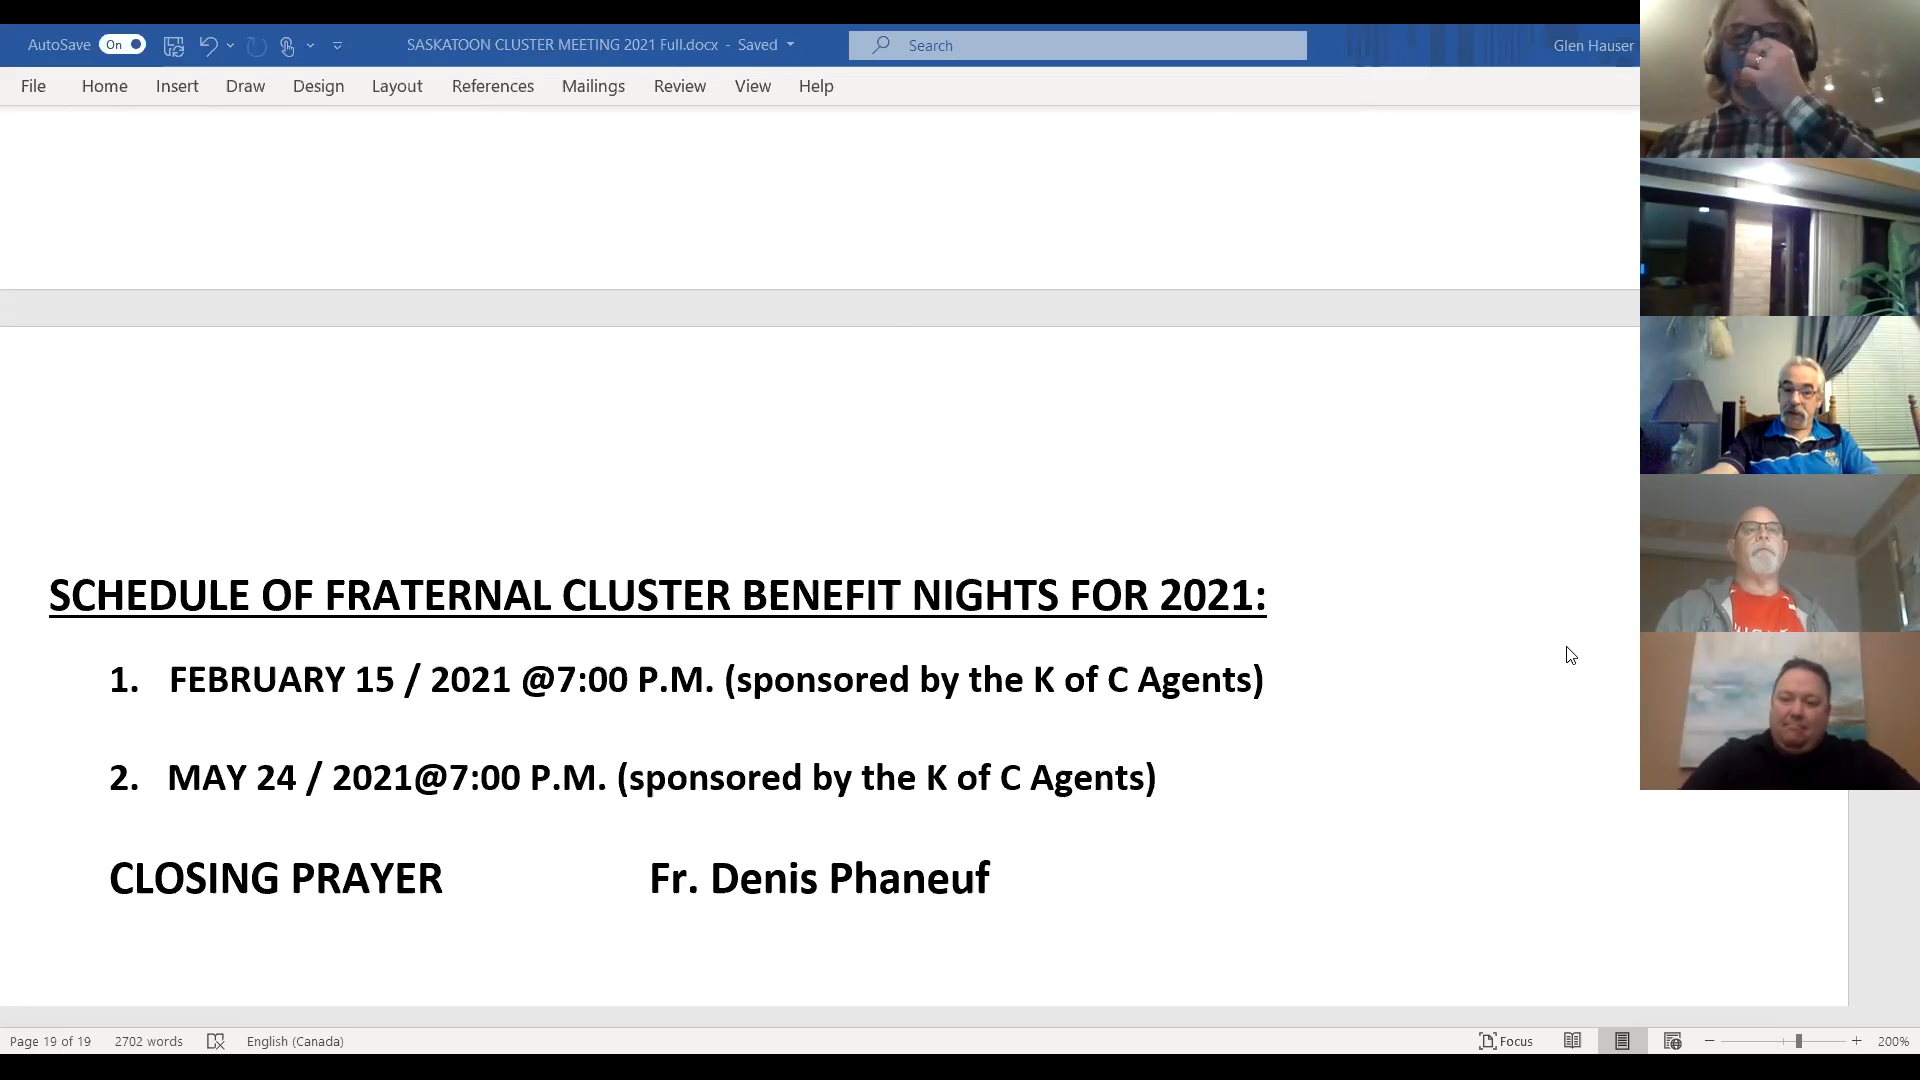 AutoSave On SASKATOON CLUSTER MEETING 2021 Full.docx - Saved Search Glen Hauser
File Home Insert Draw Design Layout References Mailings Review View Help
SCHEDULE OF FRATERNAL CLUSTER BENEFIT NIGHTS FOR 2021:
1. FEBRUARY 15 / 2021 @7:00 P.M. (sponsored by the K of C Agents)
2. MAY 24 / 2021@7:00 P.M. (sponsored by the K of C Agents)
CLOSING PRAYER Fr. Denis Phaneuf
Page 19 of 19 2702 words English (Canada) Focus 200%